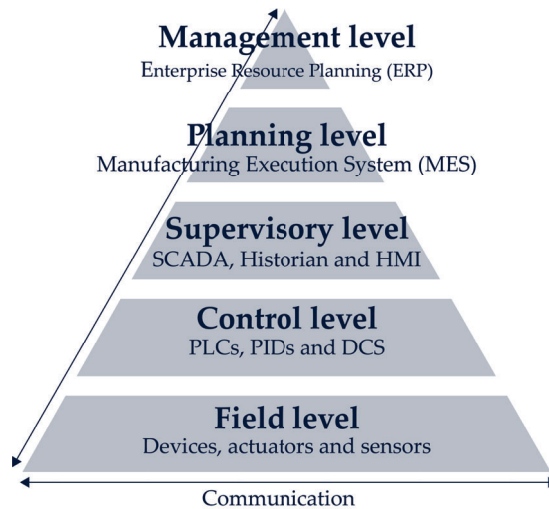 Management level
Enterprise Resource Planning (ERP)
Planning level
Manufacturing Execution System (MES)
Supervisory level
SCADA, Historian and HMI
Control level
PLCs, PIDs and DCS
Field level
Devices, actuators and sensors
Communication